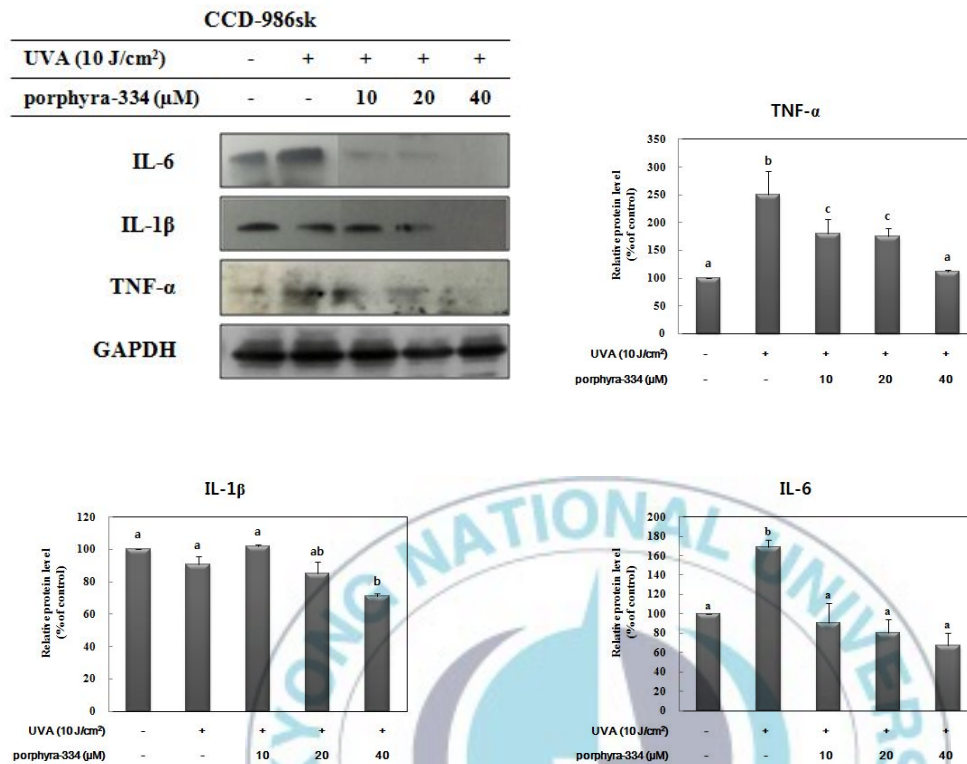 CCD-986sk
UVA (10 J/cm²) - + + + +
porphyra-334 (µM) - - 10 20 40
IL-6
IL-1β
TNF-α
GAPDH
TNF-α
Relative protein level
(% of control)
350
300
250
200
150
100
50
0
a b c c a
UVA (10 J/cm²) - + + + +
porphyra-334 (µM) - - 10 20 40
IL-1β
Relative protein level
(% of control)
120
100
80
60
40
20
0
a a a ab b
UVA (10 J/cm²) - + + + +
porphyra-334 (µM) - - 10 20 40
IL-6
Relative protein level
(% of control)
200
180
160
140
120
100
80
60
40
20
0
a b a a a
UVA (10 J/cm²) - + + + +
porphyra-334 (µM) - - 10 20 40
NATIONAL